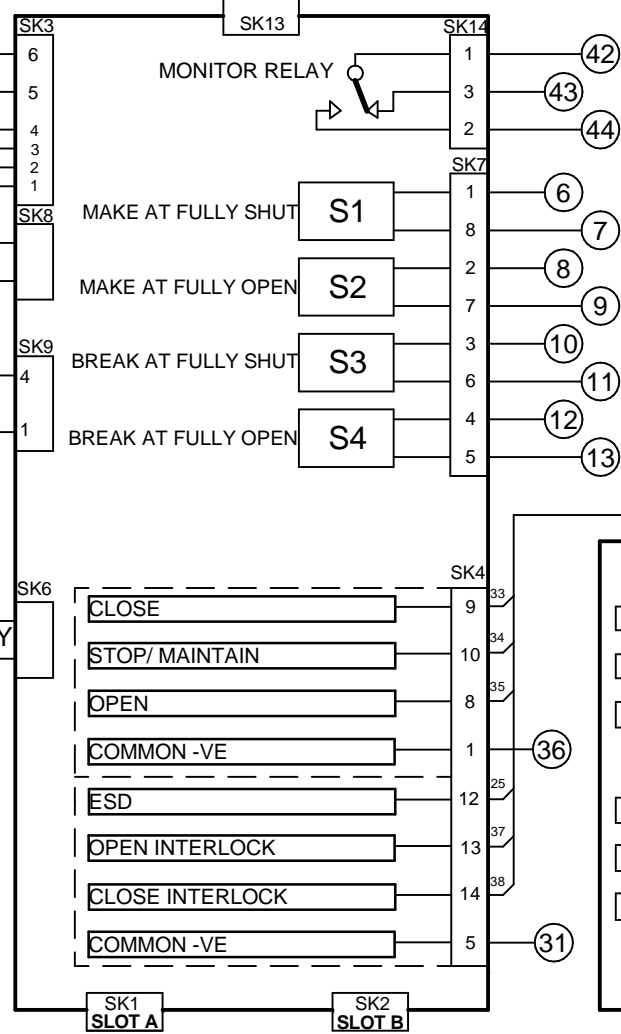 SK3
SK13
SK14
6
MONITOR RELAY
1
42
5
3
43
4
2
44
3
2
1
SK7
SK8
MAKE AT FULLY SHUT
S1
1
6
8
7
MAKE AT FULLY OPEN
S2
2
8
7
9
SK9
4
BREAK AT FULLY SHUT
S3
3
10
6
11
1
BREAK AT FULLY OPEN
S4
4
12
5
13
SK4
SK6
CLOSE
9
33
Y
STOP/ MAINTAIN
10
34
OPEN
8
35
COMMON -VE
1
36
ESD
12
25
OPEN INTERLOCK
13
37
CLOSE INTERLOCK
14
38
COMMON -VE
5
31
SK1
SLOT A
SK2
SLOT B